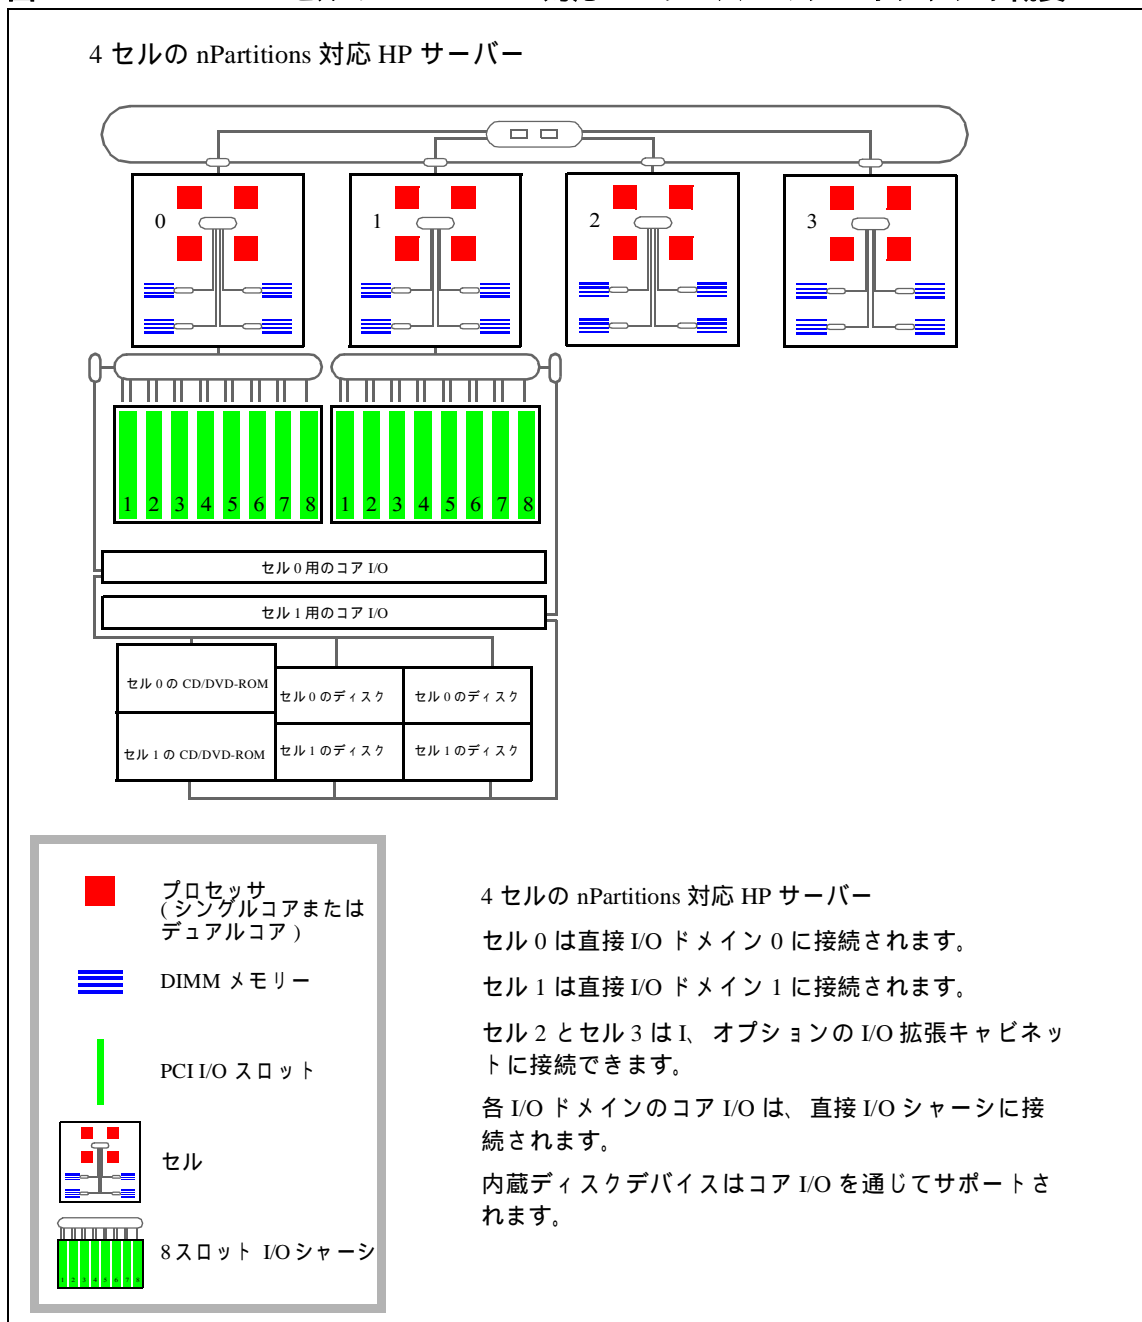 4 セルの nPartitions 対応 HP サーバー
0
1
2
3
1 2 3 4 5 6 7 8
1 2 3 4 5 6 7 8
セル 0 用のコア I/O
セル 1 用のコア I/O
セル 0 の CD/DVD-ROM
セル 0 のディスク
セル 0 のディスク
セル 1 の CD/DVD-ROM
セル 1 のディスク
セル 1 のディスク
プロセッサ
(シングルコアまたは
デュアルコア)
DIMM メモリー
PCI I/O スロット
セル
1 2 3 4 5 6 7 8
8スロット I/Oシャーシ
4 セルの nPartitions 対応 HP サーバー
セル 0 は直接 I/O ドメイン 0 に接続されます。
セル 1 は直接 I/O ドメイン 1 に接続されます。
セル 2 とセル 3 は I、オプションの I/O 拡張キャビネッ
トに接続できます。
各 I/O ドメインのコア I/O は、直接 I/O シャーシに接
続されます。
内蔵ディスクデバイスはコア I/O を通じてサポートさ
れます。